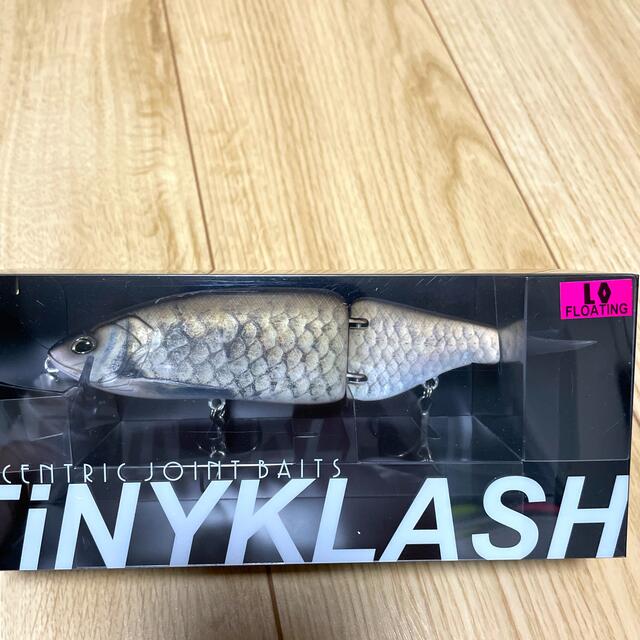 LO
FLOATING
CENTRIC JOINT BAITS
TiNYKLASH